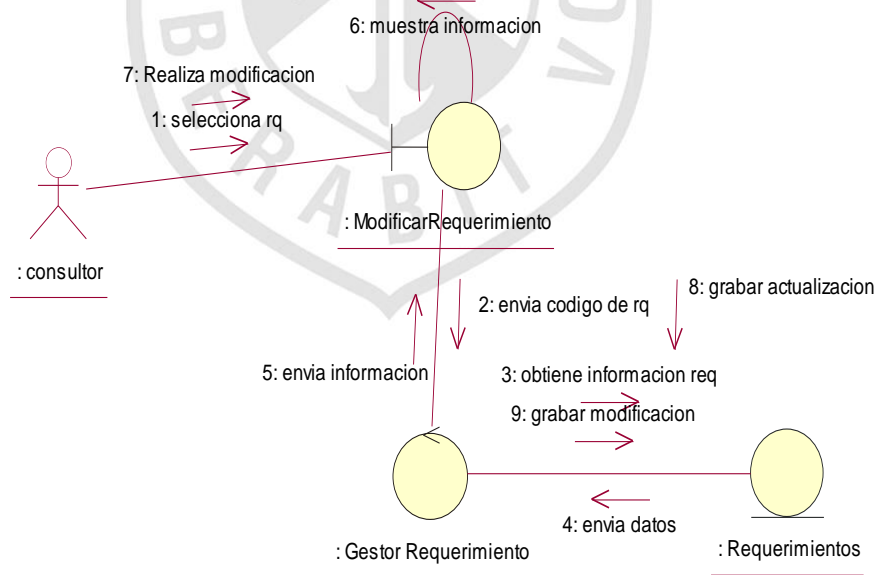 6: muestra informacion
7: Realiza modificacion
1: selecciona rq
: ModificarRequerimiento
: consultor
8: grabar actualizacion
2: envia codigo de rq
5: envia informacion
3: obtiene informacion req
9: grabar modificacion
4: envia datos
: Gestor Requerimiento
: Requerimientos
BERABIT